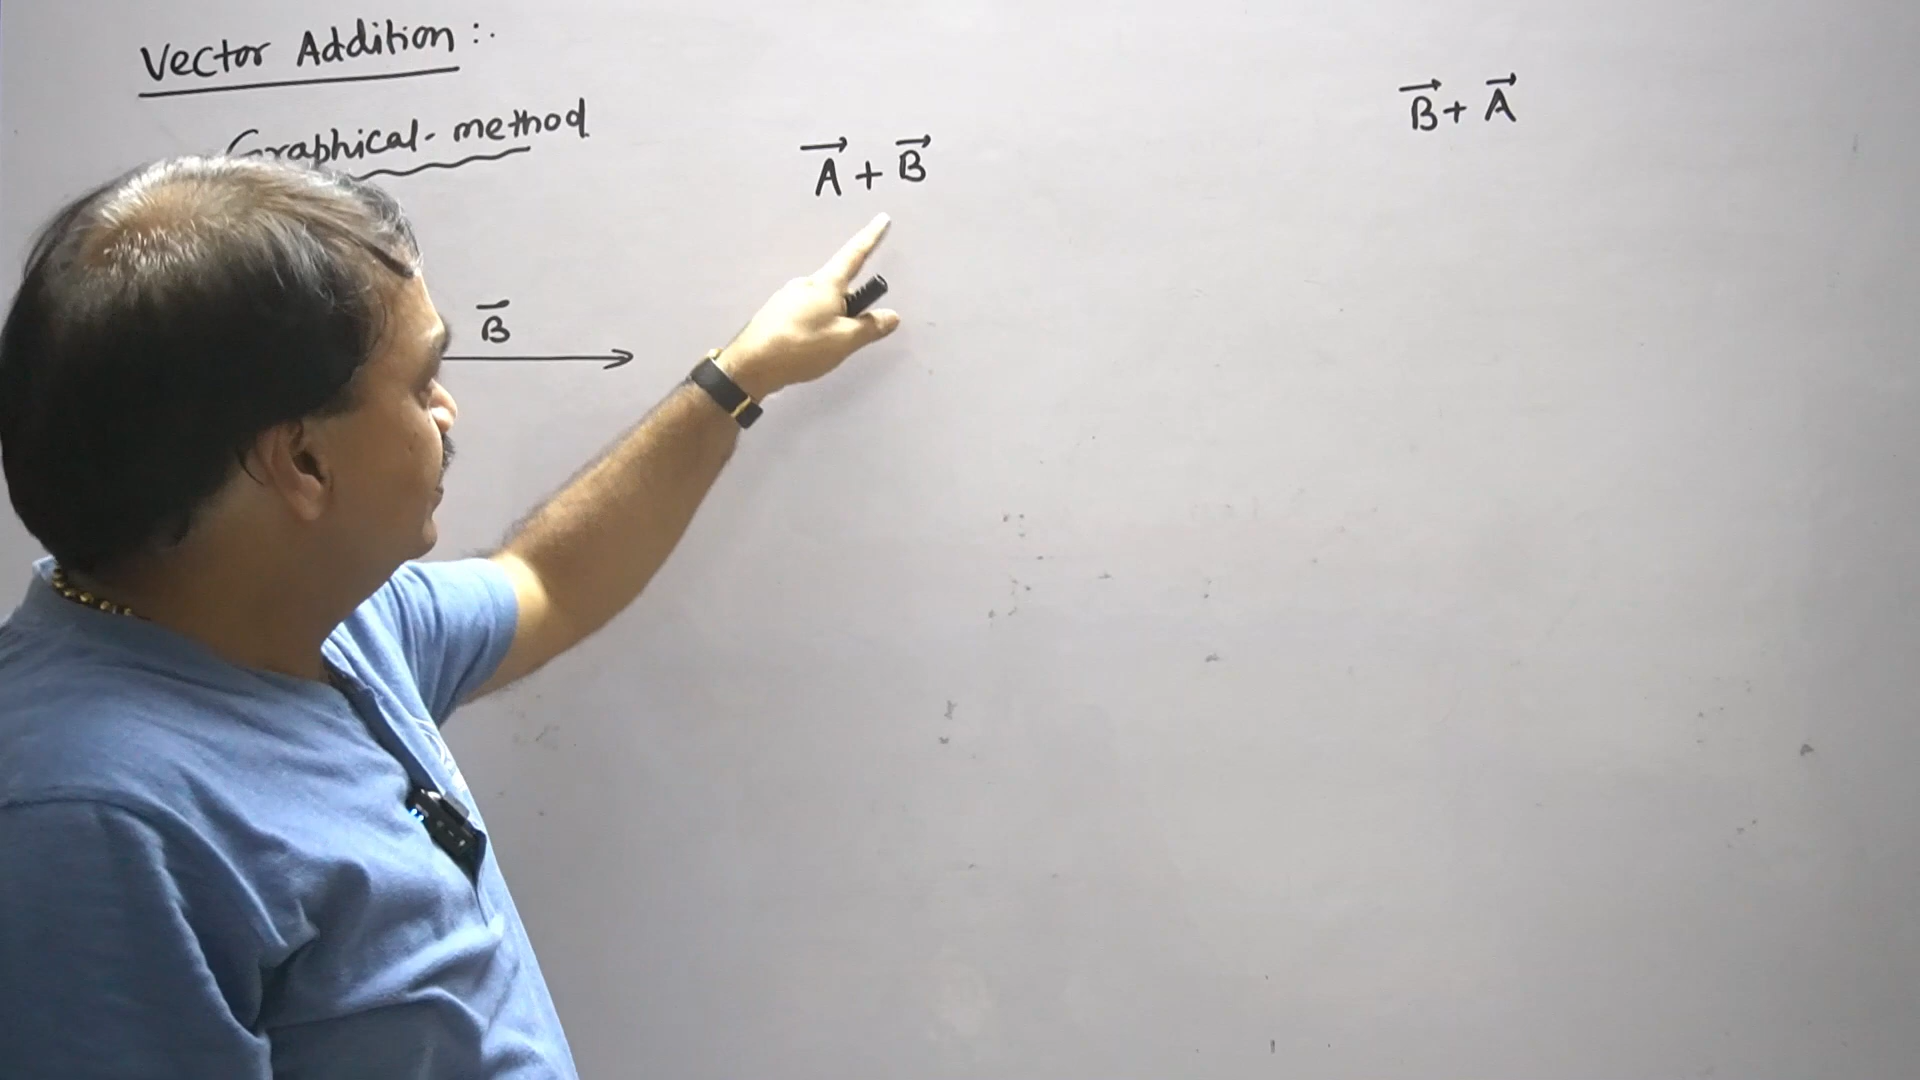 Vector Addition :.
Graphical-method
A⃗ + B⃗
B⃗ + A⃗
B̅